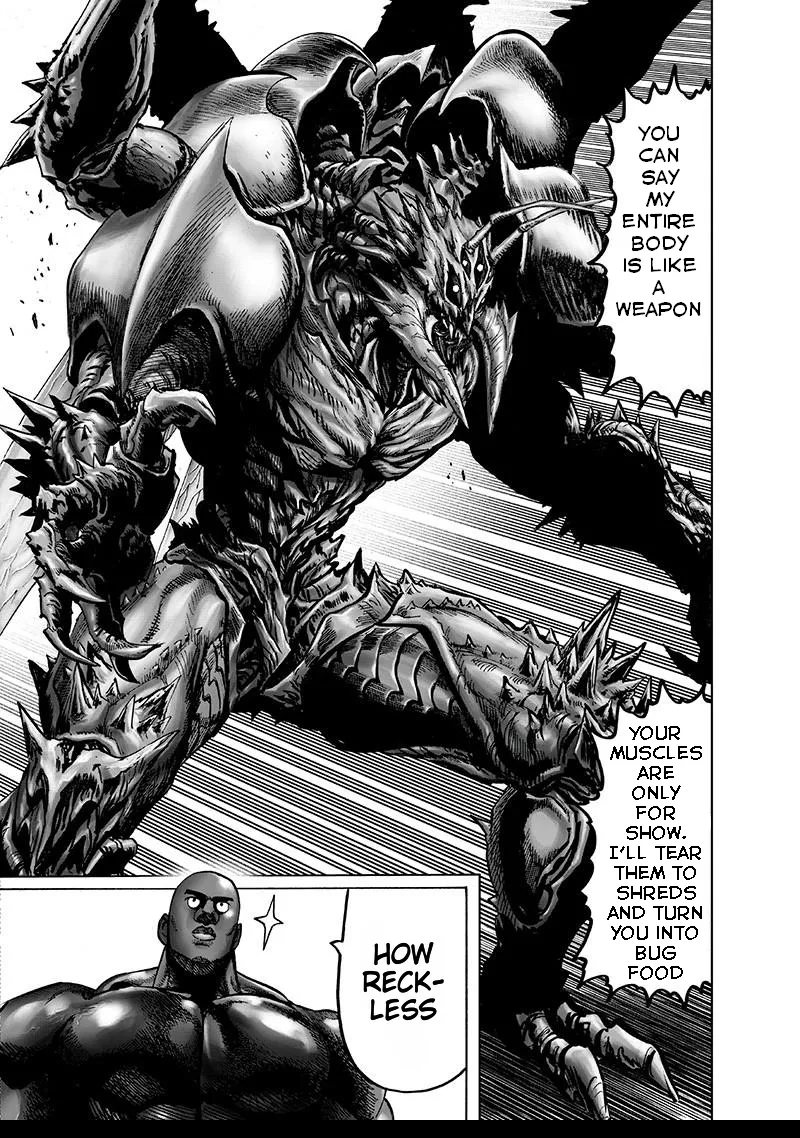 YOU
CAN
SAY
MY
ENTIRE
BODY
IS LIKE
A
WEAPON
YOUR
MUSCLES
ARE
ONLY
FOR
SHOW.
I'LL TEAR
THEM TO
SHREDS
AND TURN
YOU INTO
BUG
FOOD
HOW
RECK-
LESS